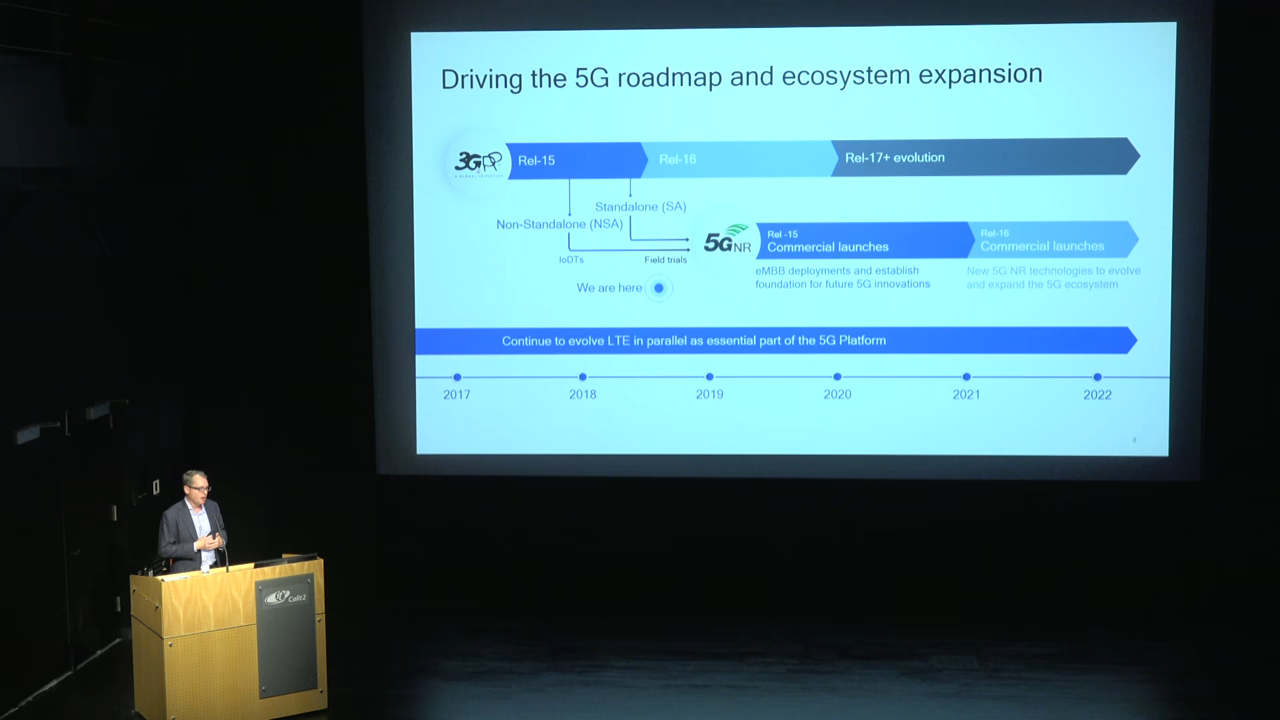 Driving the 5G roadmap and ecosystem expansion
3GPP
A GLOBAL INITIATIVE
Rel-15
Rel-16
Rel-17+ evolution
Standalone (SA)
Non-Standalone (NSA)
IoDTs
Field trials
We are here
5G NR
Rel -15
Commercial launches
eMBB deployments and establish
foundation for future 5G innovations
Rel-16
Commercial launches
New 5G NR technologies to evolve
and expand the 5G ecosystem
Continue to evolve LTE in parallel as essential part of the 5G Platform
2017
2018
2019
2020
2021
2022
Calit2